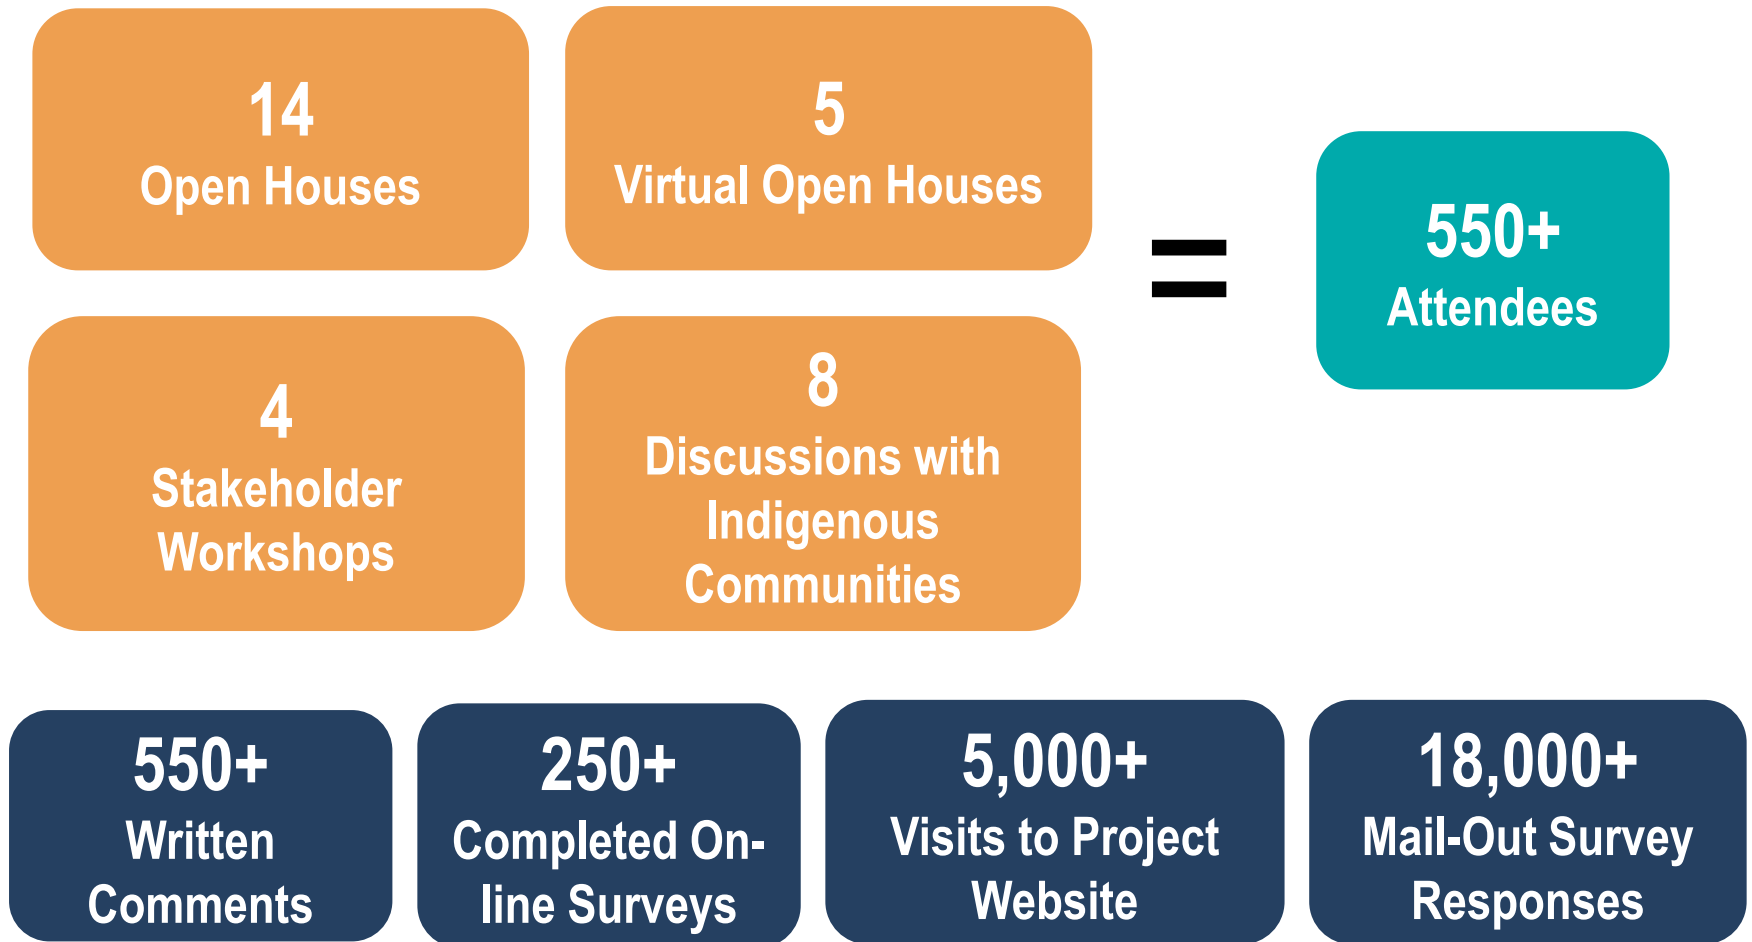 14
Open Houses
5
Virtual Open Houses
4
Stakeholder
Workshops
8
Discussions with
Indigenous
Communities
=
550+
Attendees
550+
Written
Comments
250+
Completed On-
line Surveys
5,000+
Visits to Project
Website
18,000+
Mail-Out Survey
Responses